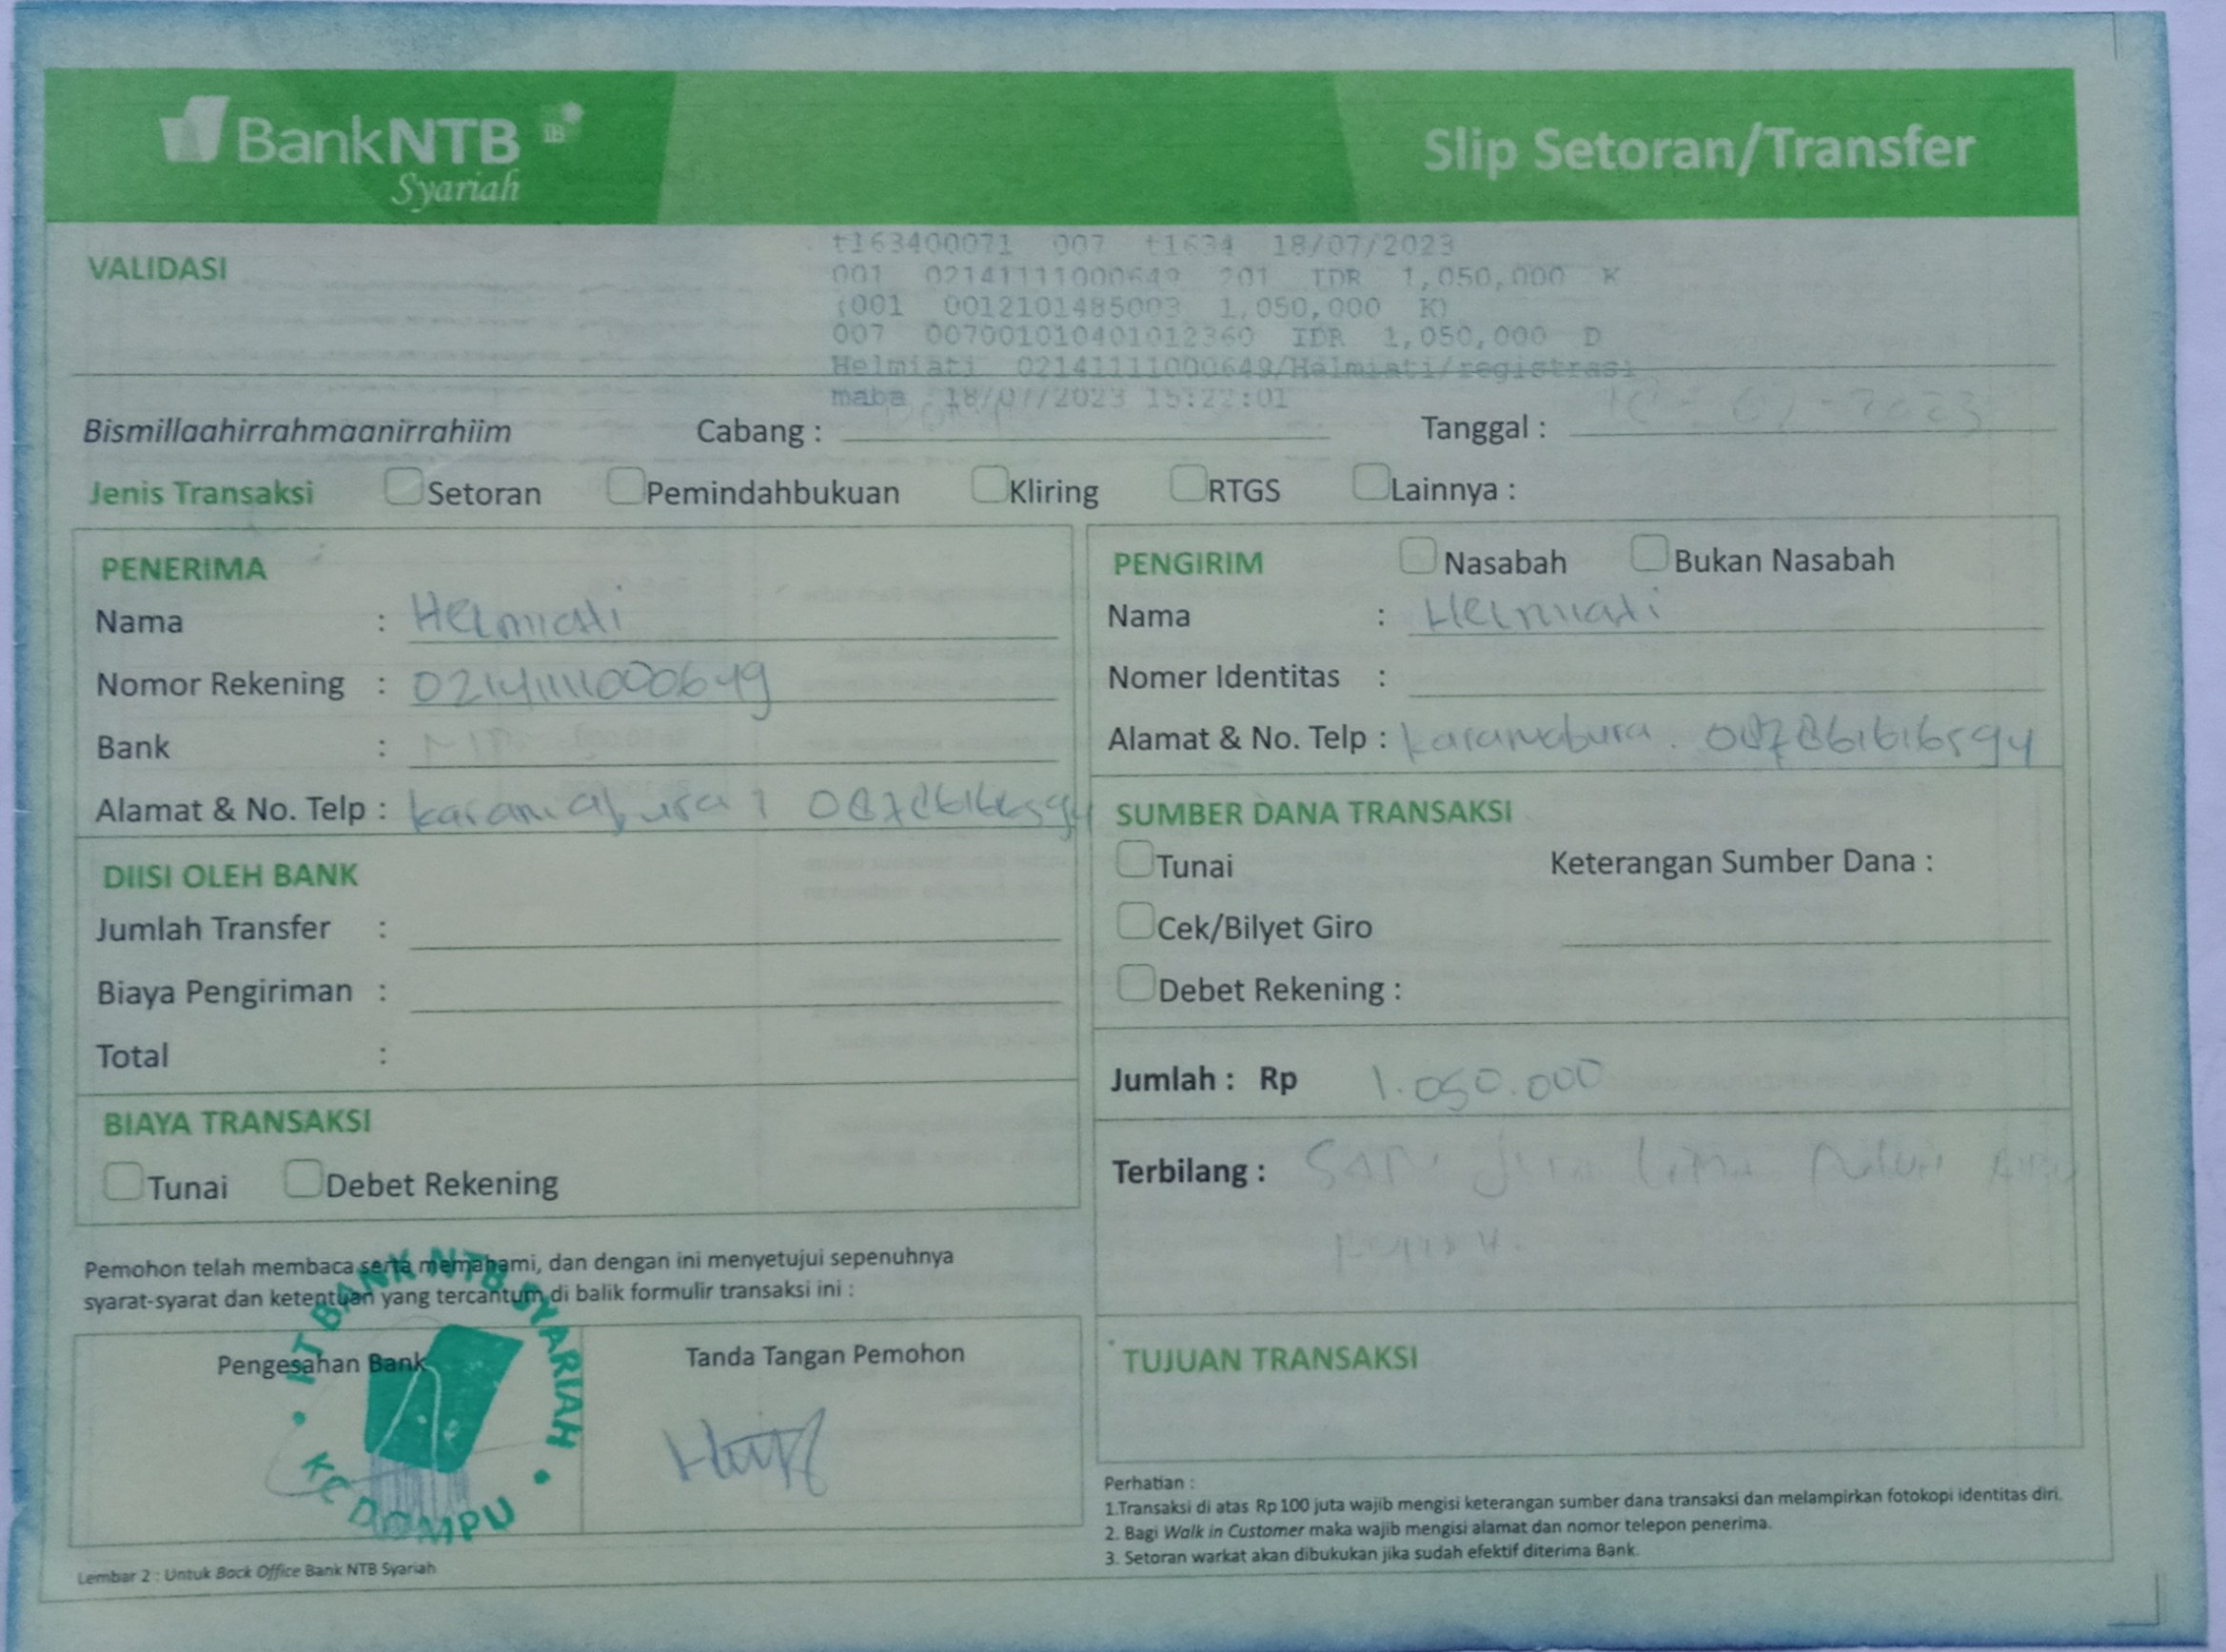 BankNTB
Syariah
Slip Setoran/Transfer
VALIDASI
t163400071 007 t1634 18/07/2023
001 02141111000649 201 IDR 1,050,000 K
(001 0012101485003 1,050,000 K)
007 007001010401012360 IDR 1,050,000 D
Helmiati 02141111000649/Helmiati/registrasi
maba 18/07/2023 15:22:01
Bismillaahirrahmaanirrahiim Cabang : Tanggal : 07-2023
Jenis Transaksi Setoran Pemindahbukuan Kliring RTGS Lainnya :
PENERIMA
Nama : Helmiati
Nomor Rekening : 02141111000649
Bank :
Alamat & No. Telp :
DIISI OLEH BANK
Jumlah Transfer :
Biaya Pengiriman :
Total :
BIAYA TRANSAKSI
Tunai Debet Rekening
Pemohon telah membaca serta memahami, dan dengan ini menyetujui sepenuhnya
syarat-syarat dan ketentuan yang tercantum di balik formulir transaksi ini :
Pengesahan Bank
PT BANK NTB SYARIAH
KC DOMPU
Tanda Tangan Pemohon
Lembar 2 : Untuk Back Office Bank NTB Syariah
PENGIRIM Nasabah Bukan Nasabah
Nama : Helmiati
Nomer Identitas :
Alamat & No. Telp : karamabura. 087861616594
SUMBER DANA TRANSAKSI
Tunai Keterangan Sumber Dana :
Cek/Bilyet Giro
Debet Rekening :
Jumlah : Rp 1.050.000
Terbilang :
TUJUAN TRANSAKSI
Perhatian :
1.Transaksi di atas Rp 100 juta wajib mengisi keterangan sumber dana transaksi dan melampirkan fotokopi identitas diri.
2. Bagi Walk in Customer maka wajib mengisi alamat dan nomor telepon penerima.
3. Setoran warkat akan dibukukan jika sudah efektif diterima Bank.